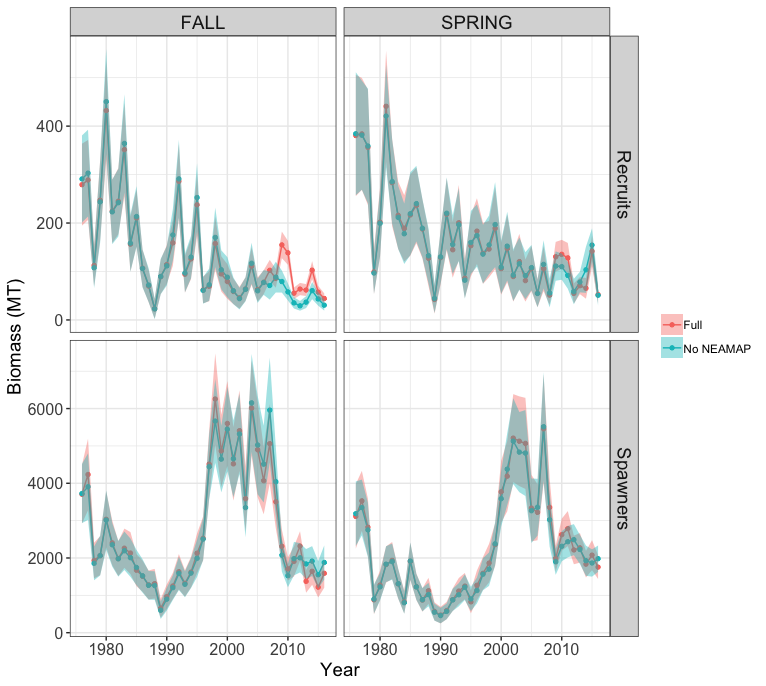 FALL
SPRING
400
200
0
Recruits
6000
4000
2000
0
Spawners
Biomass (MT)
1980 1990 2000 2010
1980 1990 2000 2010
Year
Full
No NEAMAP